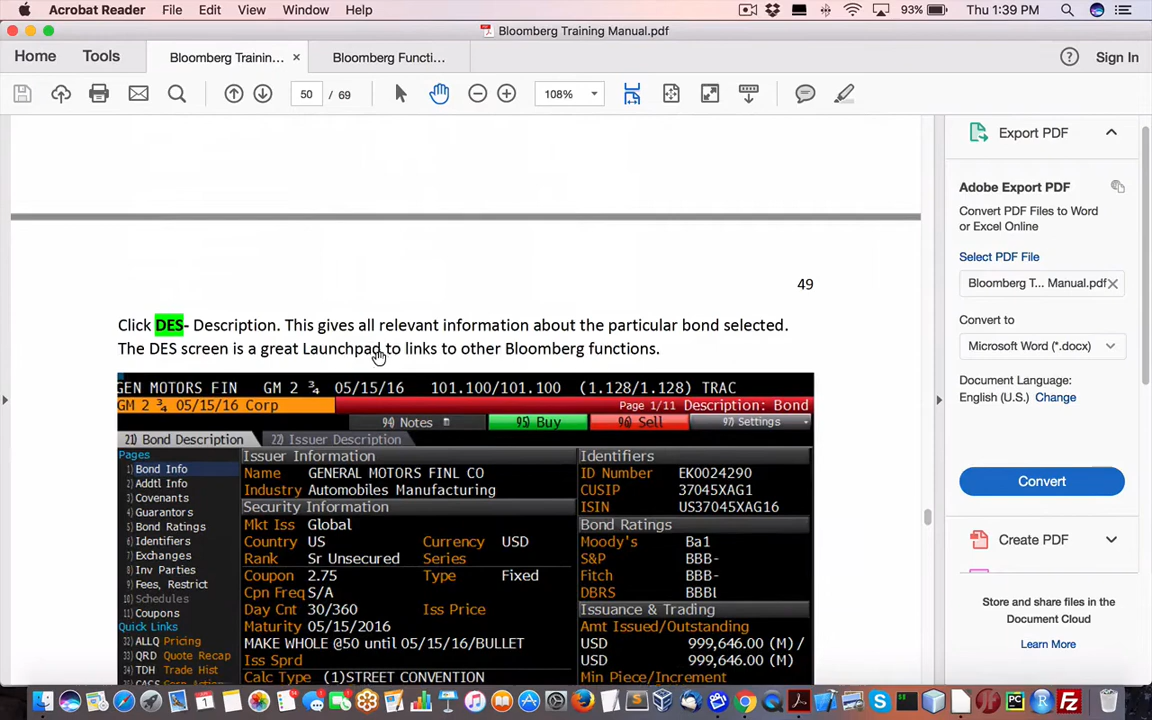 Acrobat Reader File Edit View Window Help 93% Thu 1:39 PM
Bloomberg Training Manual.pdf
Home Tools Bloomberg Trainin... × Bloomberg Functi... ? Sign In
50 / 69 108%
Export PDF
Adobe Export PDF
Convert PDF Files to Word
or Excel Online
Select PDF File
Bloomberg T... Manual.pdf
Convert to
Microsoft Word (*.docx)
Document Language:
English (U.S.) Change
Convert
Create PDF
Store and share files in the
Document Cloud
Learn More
49
Click DES- Description. This gives all relevant information about the particular bond selected.
The DES screen is a great Launchpad to links to other Bloomberg functions.
GEN MOTORS FIN GM 2 ¾ 05/15/16 101.100/101.100 (1.128/1.128) TRAC
GM 2 ¾ 05/15/16 Corp Page 1/11 Description: Bond
94) Notes 95) Buy 96) Sell 97) Settings
21) Bond Description 22) Issuer Description
Pages
1) Bond Info
2) Addtl Info
3) Covenants
4) Guarantors
5) Bond Ratings
6) Identifiers
7) Exchanges
8) Inv Parties
9) Fees, Restrict
10) Schedules
11) Coupons
Quick Links
32) ALLQ Pricing
33) QRD Quote Recap
34) TDH Trade Hist
Issuer Information
Name GENERAL MOTORS FINL CO
Industry Automobiles Manufacturing
Security Information
Mkt Iss Global
Country US Currency USD
Rank Sr Unsecured Series
Coupon 2.75 Type Fixed
Cpn Freq S/A
Day Cnt 30/360 Iss Price
Maturity 05/15/2016
MAKE WHOLE @50 until 05/15/16/BULLET
Iss Sprd
Calc Type (1)STREET CONVENTION
Identifiers
ID Number EK0024290
CUSIP 37045XAG1
ISIN US37045XAG16
Bond Ratings
Moody's Ba1
S&P BBB-
Fitch BBB-
DBRS BBBL
Issuance & Trading
Amt Issued/Outstanding
USD 999,646.00 (M) /
USD 999,646.00 (M)
Min Piece/Increment